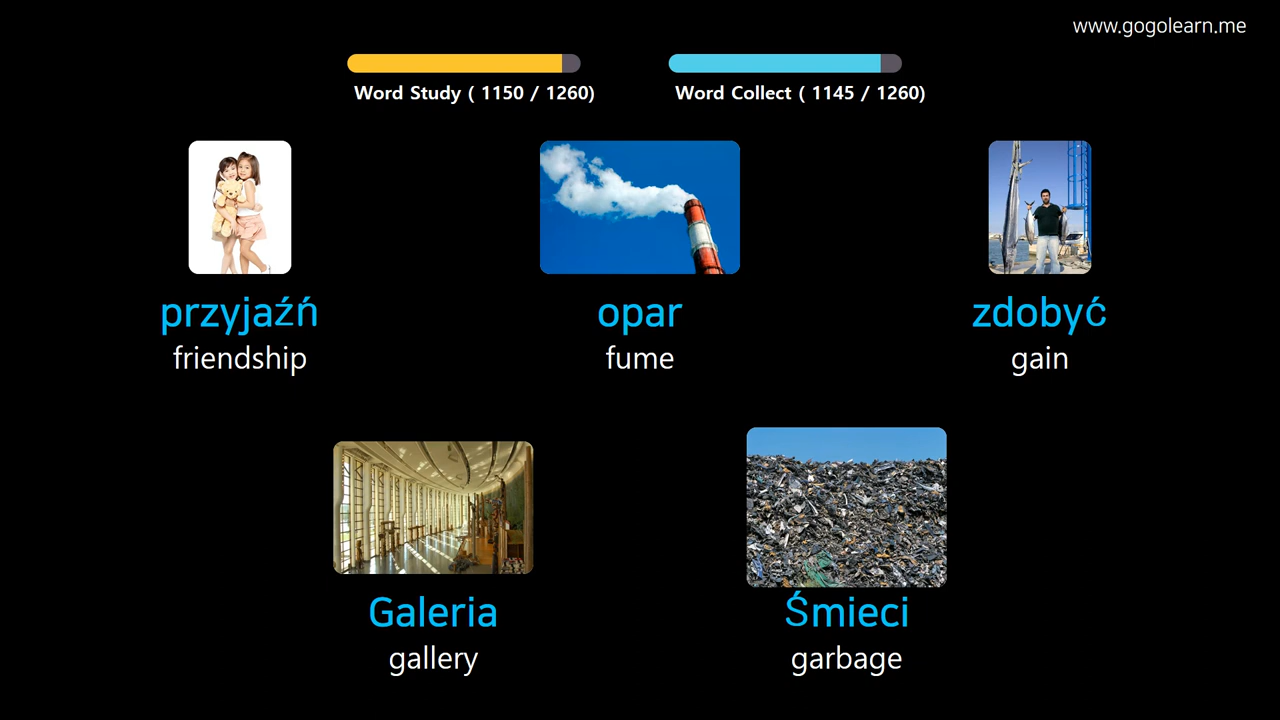 www.gogolearn.me
Word Study ( 1150 / 1260)
Word Collect ( 1145 / 1260)
przyjaźń
friendship
opar
fume
zdobyć
gain
Galeria
gallery
Śmieci
garbage